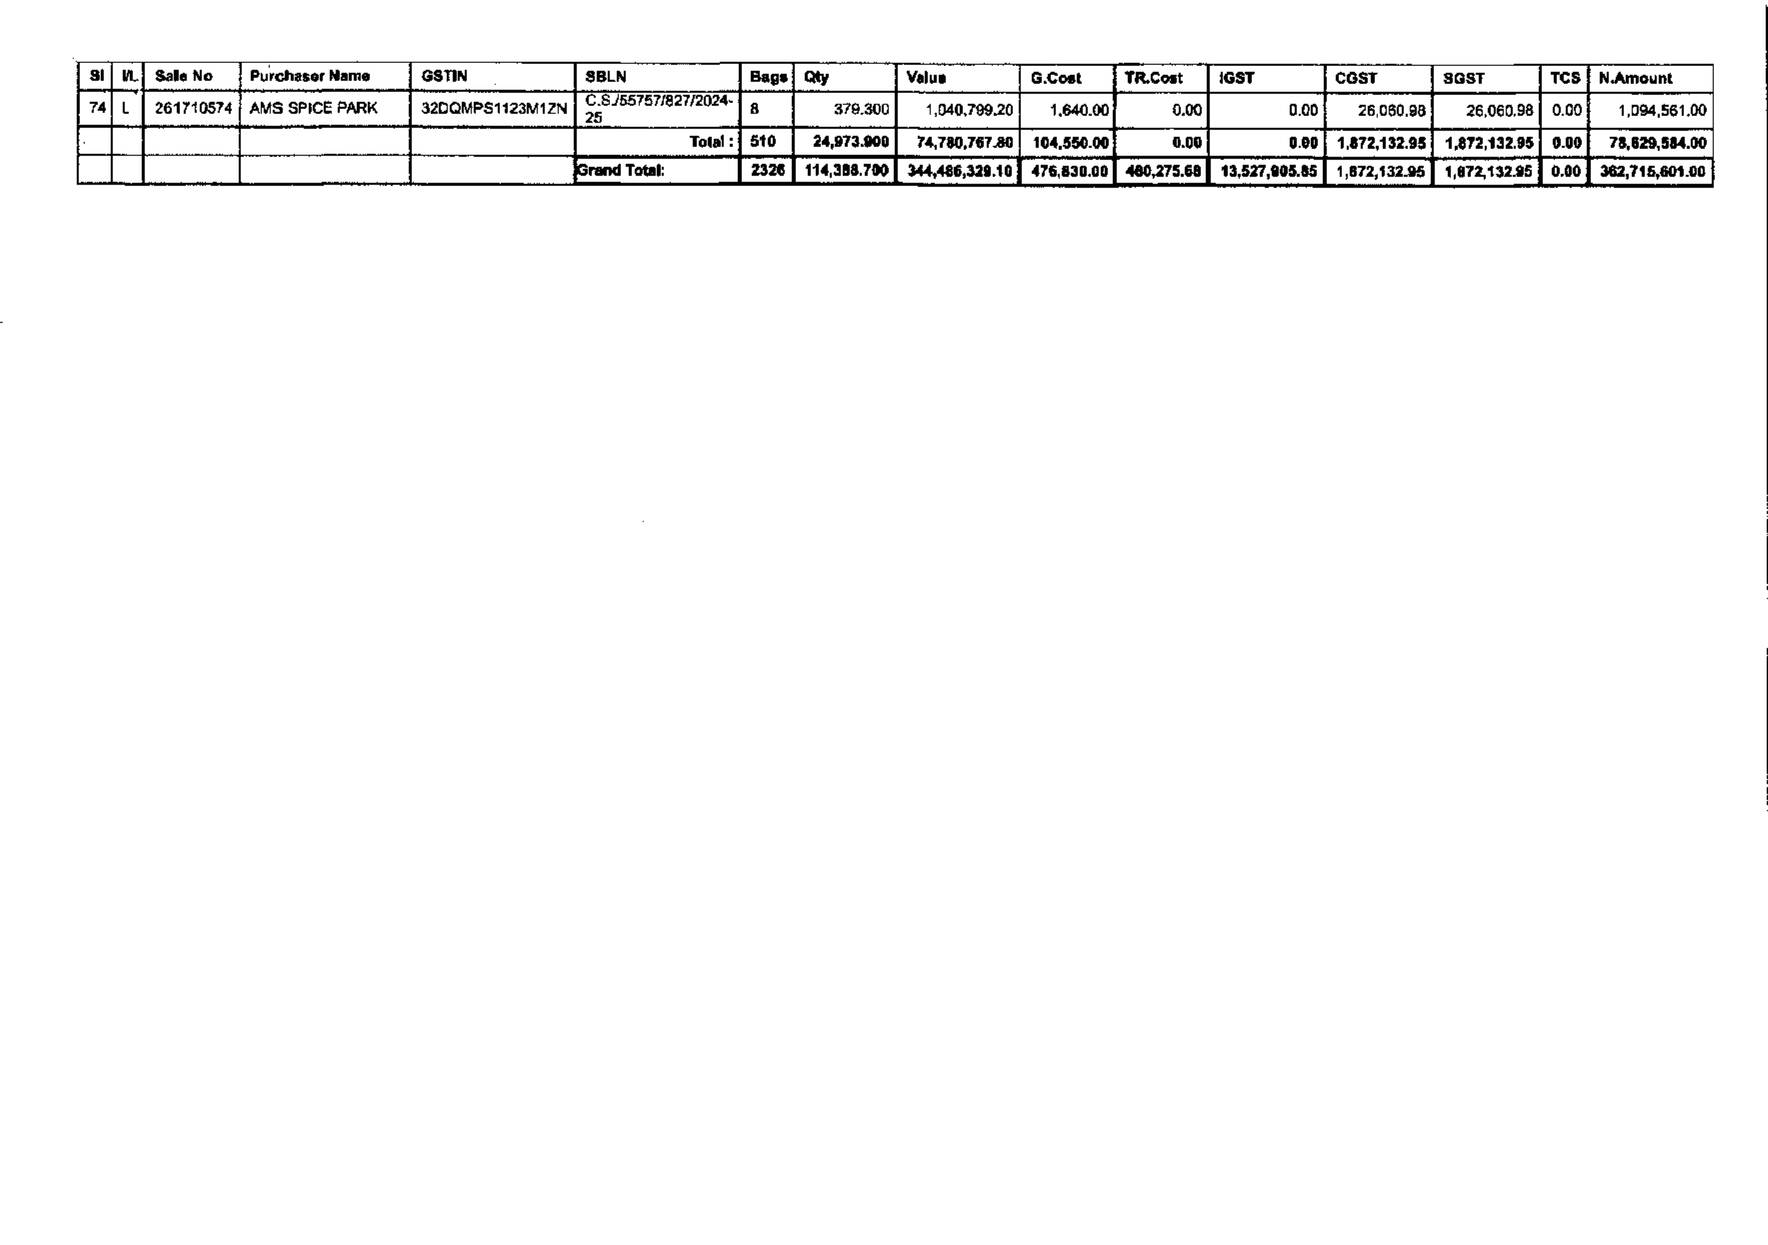 Sl I/L Sale No Purchaser Name GSTIN SBLN Bags Qty Value G.Cost TR.Cost IGST CGST SGST TCS N.Amount
74 L 261710574 AMS SPICE PARK 32DQMPS1123M1ZN C.S./55757/827/2024-25 8 379.300 1,040,799.20 1,640.00 0.00 0.00 26,060.98 26,060.98 0.00 1,094,561.00
Total : 510 24,973.900 74,780,767.80 104,550.00 0.00 0.00 1,872,132.95 1,872,132.95 0.00 78,629,584.00
Grand Total: 2326 114,388.700 344,486,329.10 476,830.00 480,275.68 13,527,905.85 1,872,132.95 1,872,132.95 0.00 362,715,601.00